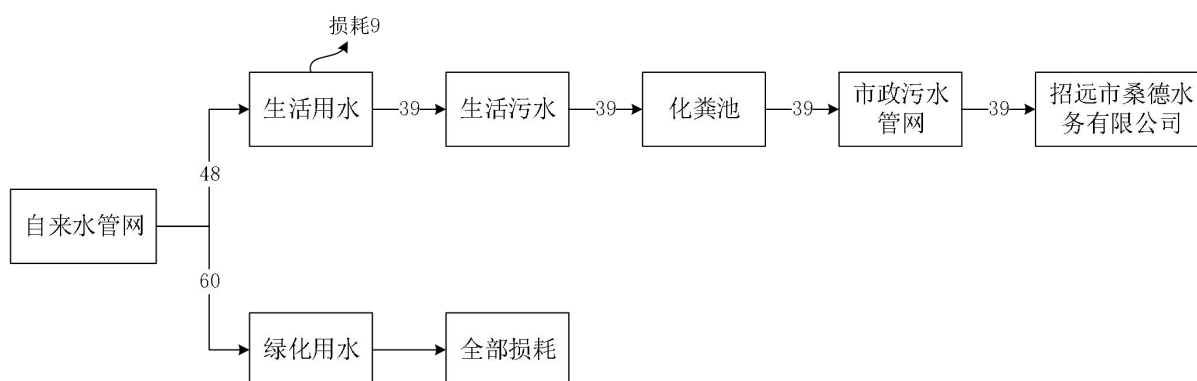 损耗9
生活用水
39
生活污水
39
化粪池
39
市政污水
管网
39
招远市桑德水
务有限公司
48
自来水管网
60
绿化用水
全部损耗